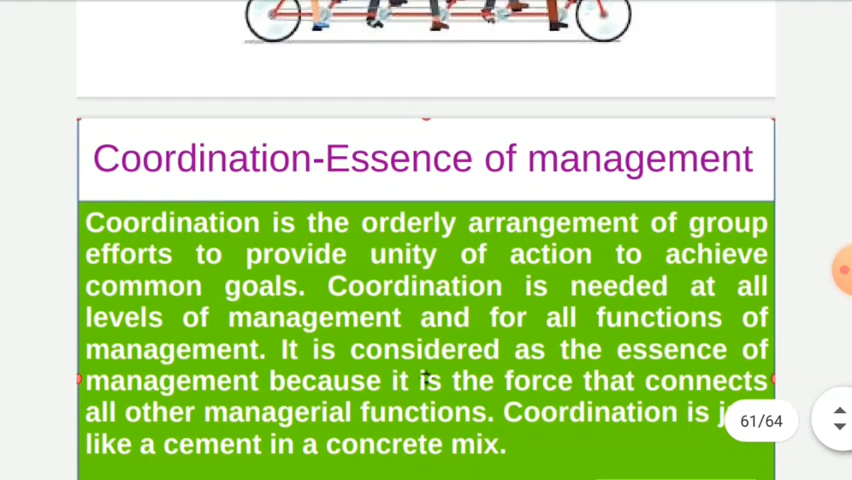 Coordination-Essence of management
Coordination is the orderly arrangement of group
efforts to provide unity of action to achieve
common goals. Coordination is needed at all
levels of management and for all functions of
management. It is considered as the essence of
management because it is the force that connects
all other managerial functions. Coordination is
like a cement in a concrete mix.
61/64